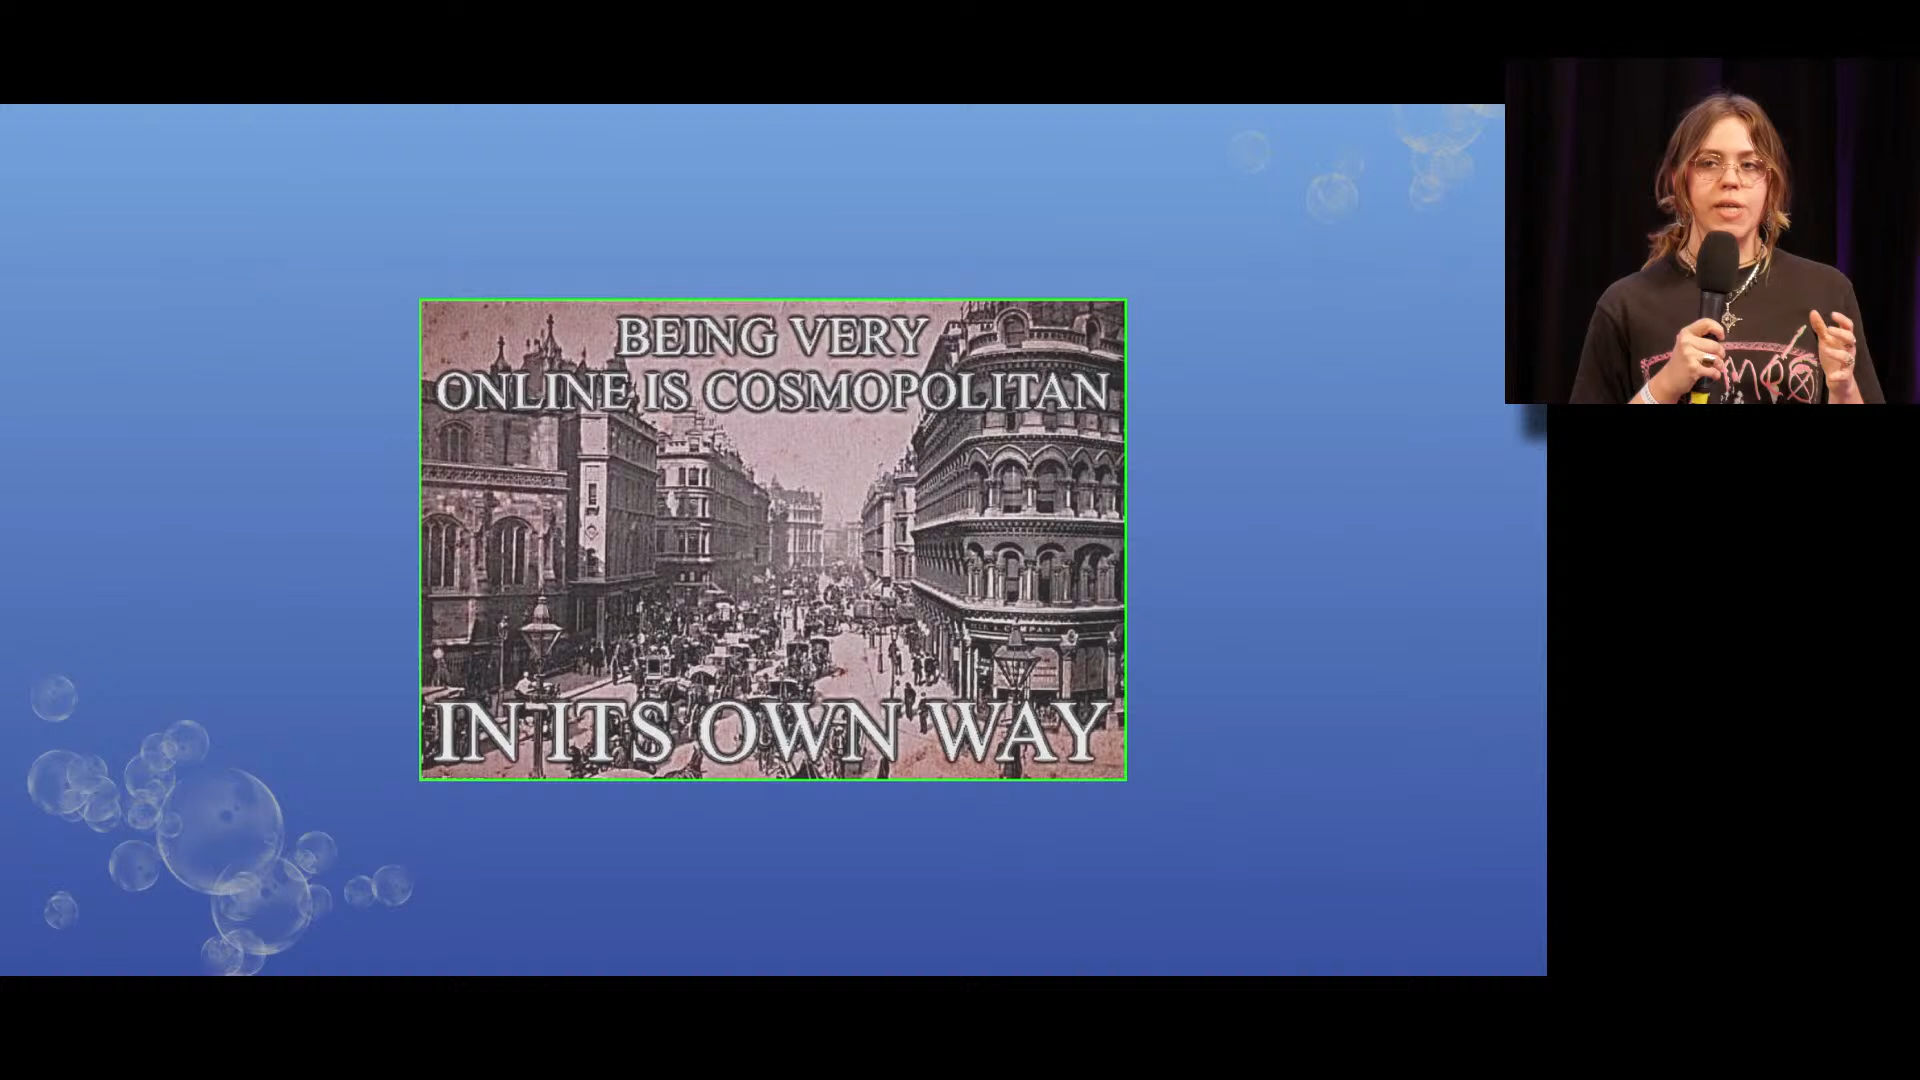 BEING VERY
ONLINE IS COSMOPOLITAN
IN ITS OWN WAY